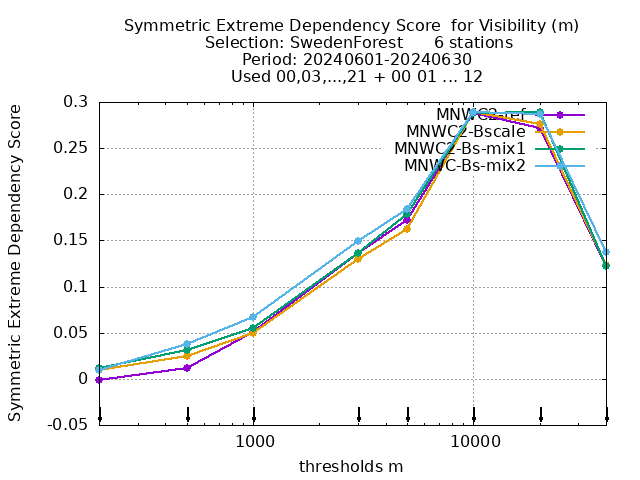 Symmetric Extreme Dependency Score  for Visibility (m)
Selection: SwedenForest      6 stations
Period: 20240601-20240630
Used 00,03,...,21 + 00 01 ... 12
Symmetric Extreme Dependency Score
0.3
0.25
0.2
0.15
0.1
0.05
0
-0.05
MNWC2-ref
MNWC2-Bscale
MNWC2-Bs-mix1
MNWC-Bs-mix2
1000
10000
thresholds m